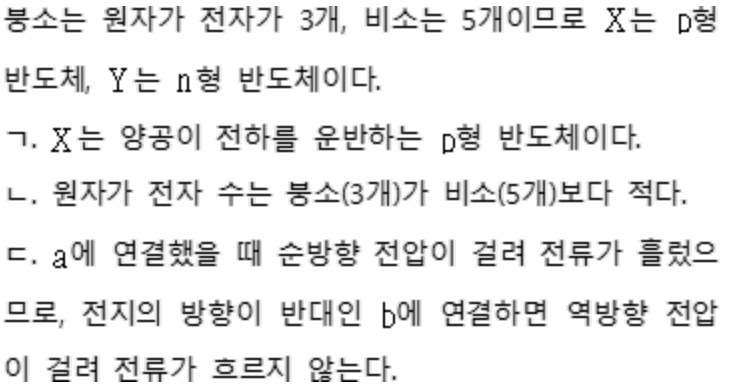 붕소는 원자가 전자가 3개, 비소는 5개이므로 X는 p형
반도체, Y는 n형 반도체이다.
ㄱ. X는 양공이 전하를 운반하는 p형 반도체이다.
ㄴ. 원자가 전자 수는 붕소(3개)가 비소(5개)보다 적다.
ㄷ. a에 연결했을 때 순방향 전압이 걸려 전류가 흘렀으
므로, 전지의 방향이 반대인 b에 연결하면 역방향 전압
이 걸려 전류가 흐르지 않는다.